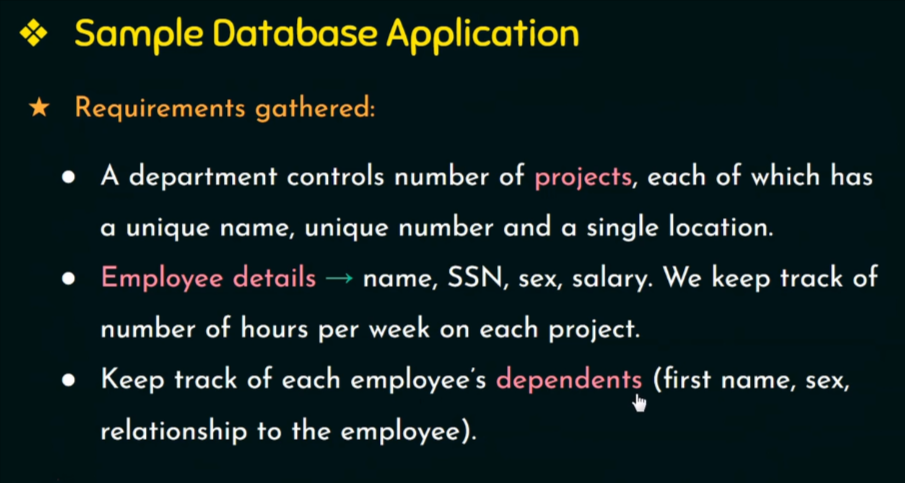 ❖ Sample Database Application
★ Requirements gathered:
● A department controls number of projects, each of which has
a unique name, unique number and a single location.
● Employee details → name, SSN, sex, salary. We keep track of
number of hours per week on each project.
● Keep track of each employee's dependents (first name, sex,
relationship to the employee).